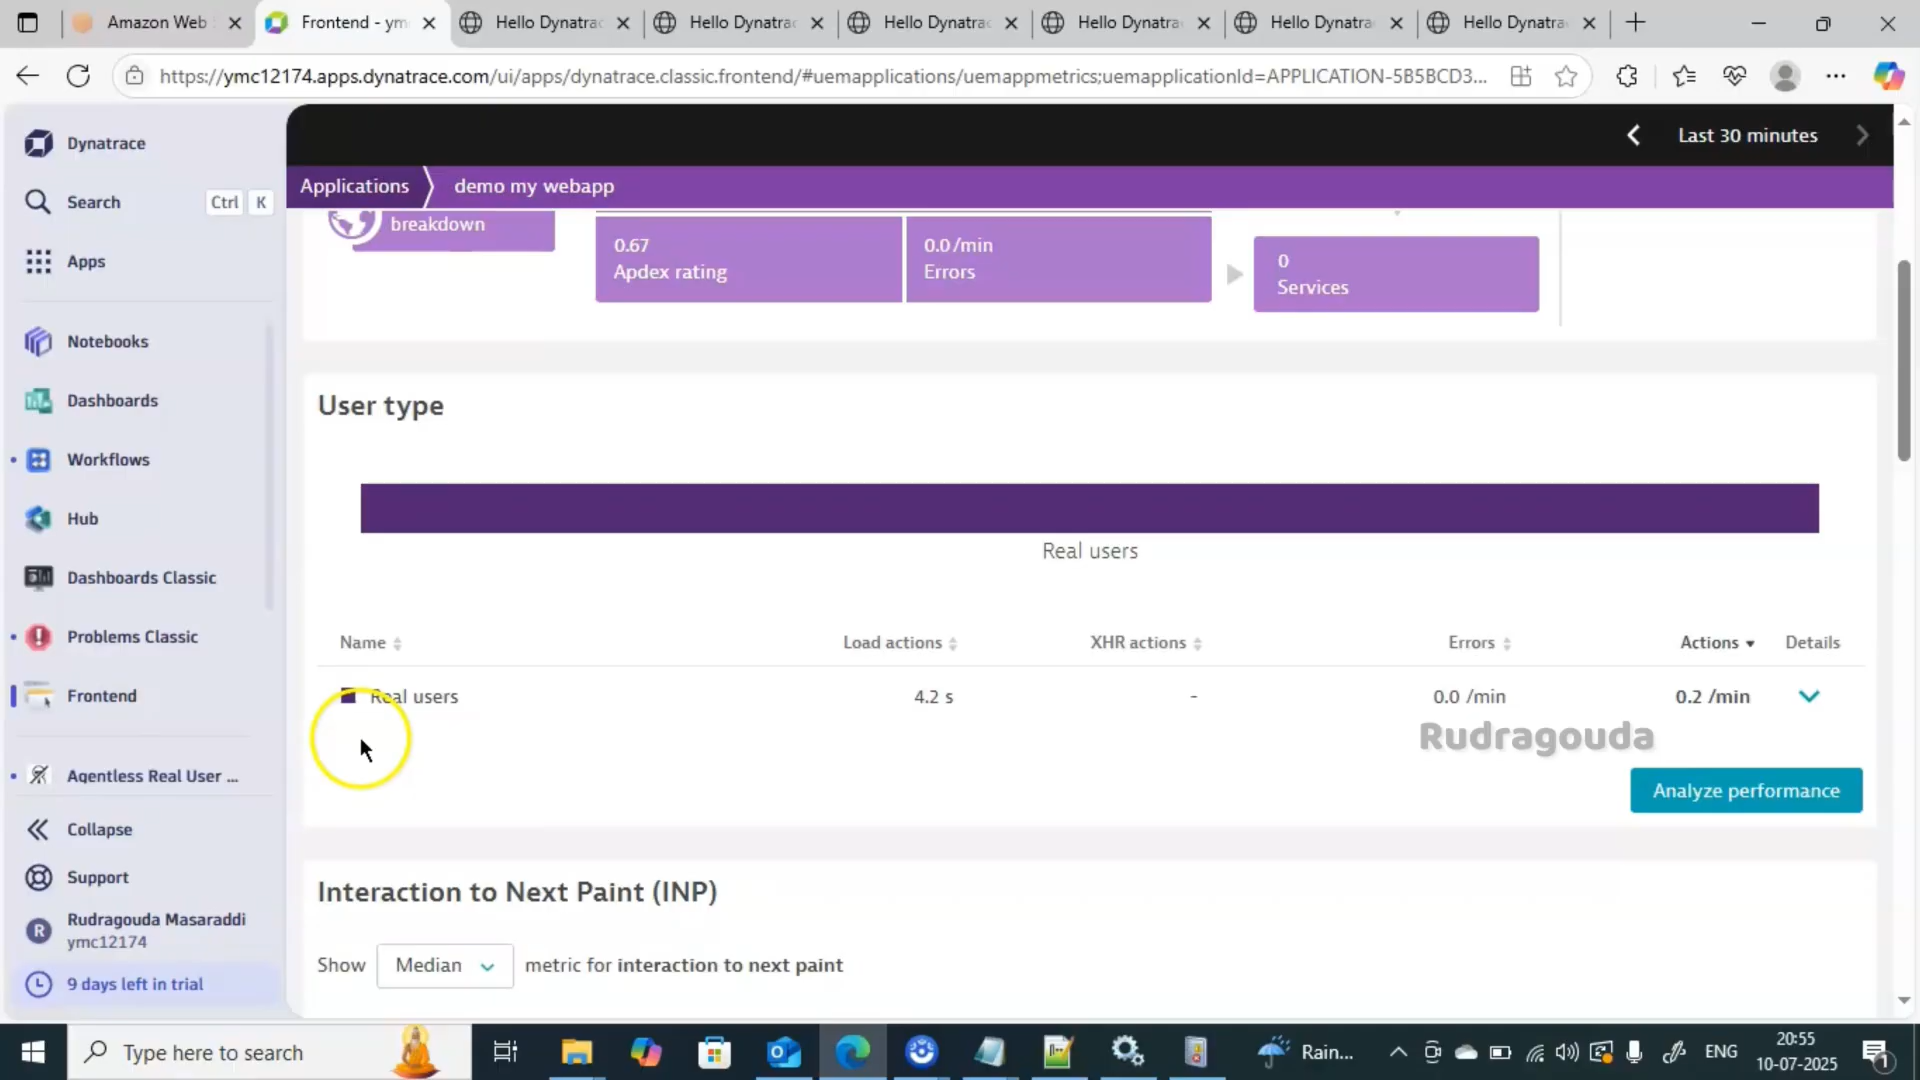 Amazon Web
Frontend - ym
Hello Dynatrac
Hello Dynatrac
Hello Dynatrac
Hello Dynatra
Hello Dynatra
Hello Dynatra
https://ymc12174.apps.dynatrace.com/ui/apps/dynatrace.classic.frontend/#uemapplications/uemappmetrics;uemapplicationId=APPLICATION-5B5BCD3...
Dynatrace
Search Ctrl K
Apps
Notebooks
Dashboards
Workflows
Hub
Dashboards Classic
Problems Classic
Frontend
Agentless Real User ...
Collapse
Support
R
Rudragouda Masaraddi
ymc12174
9 days left in trial
Last 30 minutes
Applications demo my webapp
breakdown
0.67
Apdex rating
0.0 /min
Errors
0
Services
User type
Real users
Name Load actions XHR actions Errors Actions Details
Real users 4.2 s - 0.0 /min 0.2 /min
Rudragouda
Analyze performance
Interaction to Next Paint (INP)
Show Median metric for interaction to next paint
Type here to search
Rain...
ENG
20:55
10-07-2025
1